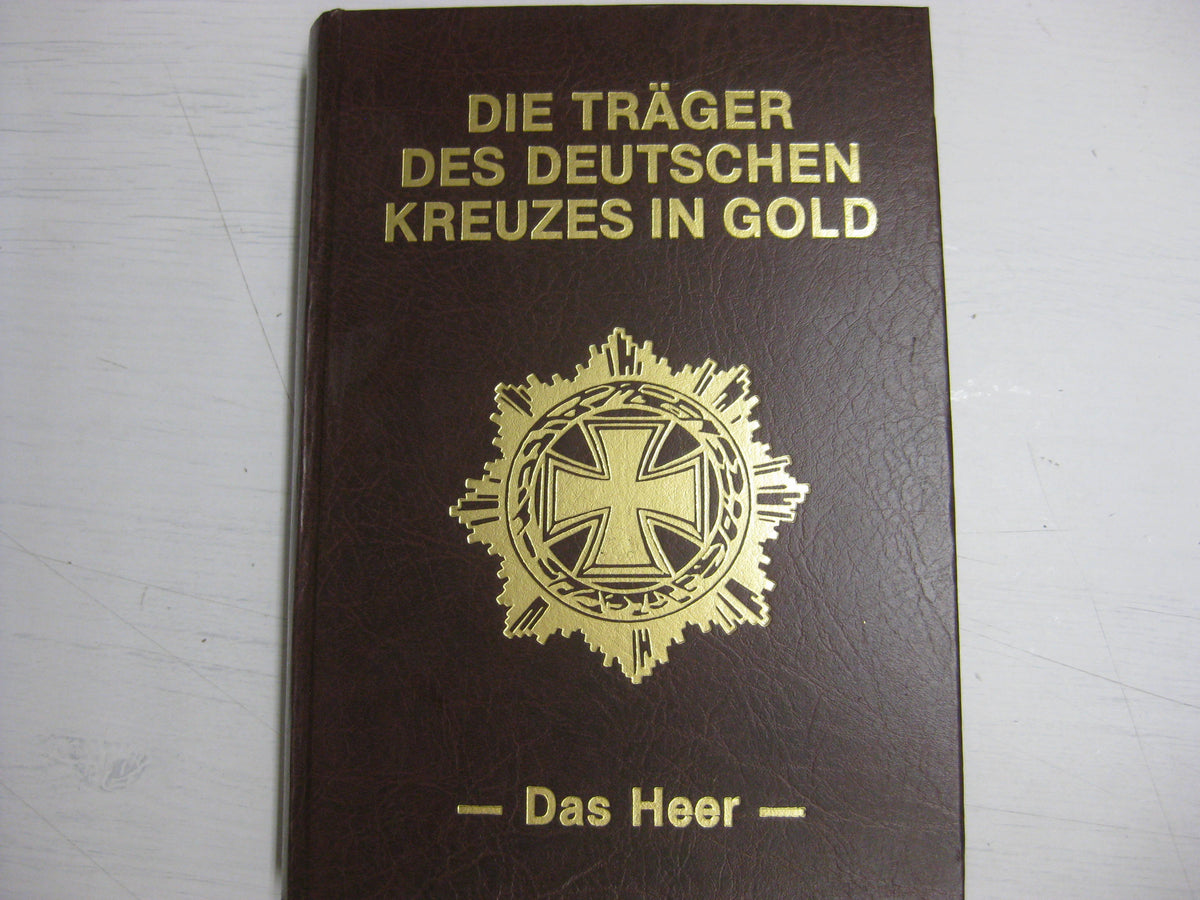 DIE TRÄGER
DES DEUTSCHEN
KREUZES IN GOLD
— Das Heer —